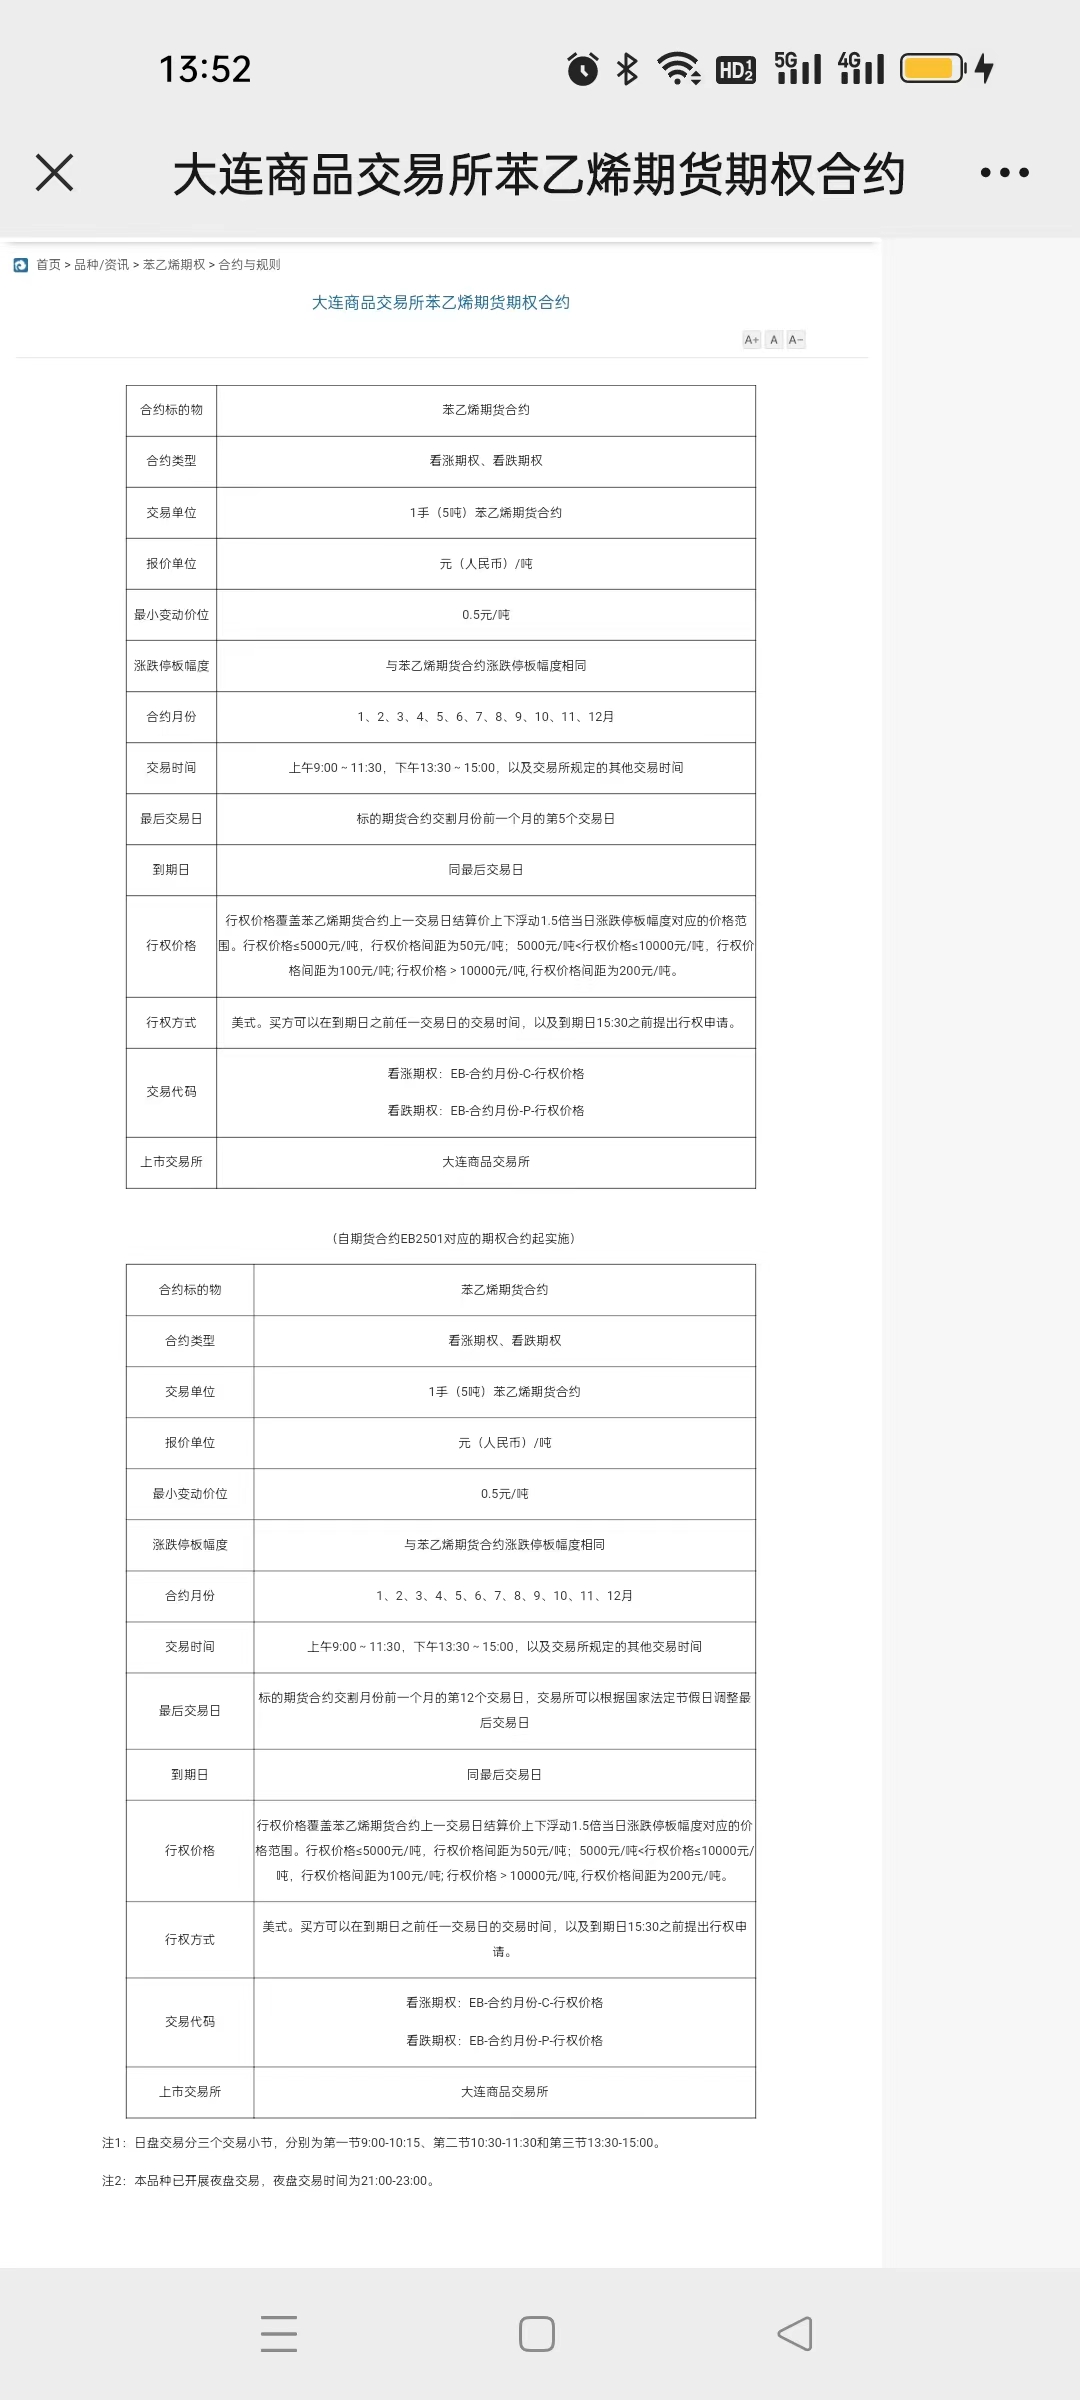 13:52
HD 1 2 5G 4G
大连商品交易所苯乙烯期货期权合约
首页 > 品种/资讯 > 苯乙烯期权 > 合约与规则
大连商品交易所苯乙烯期货期权合约
A+ A A−
合约标的物 苯乙烯期货合约
合约类型 看涨期权、看跌期权
交易单位 1手（5吨）苯乙烯期货合约
报价单位 元（人民币）/吨
最小变动价位 0.5元/吨
涨跌停板幅度 与苯乙烯期货合约涨跌停板幅度相同
合约月份 1、2、3、4、5、6、7、8、9、10、11、12月
交易时间 上午9:00 ~ 11:30，下午13:30 ~ 15:00，以及交易所规定的其他交易时间
最后交易日 标的期货合约交割月份前一个月的第5个交易日
到期日 同最后交易日
行权价格覆盖苯乙烯期货合约上一交易日结算价上下浮动1.5倍当日涨跌停板幅度对应的价格范
行权价格 围。行权价格≤5000元/吨，行权价格间距为50元/吨；5000元/吨<行权价格≤10000元/吨，行权价
格间距为100元/吨; 行权价格 > 10000元/吨, 行权价格间距为200元/吨。
行权方式 美式。买方可以在到期日之前任一交易日的交易时间，以及到期日15:30之前提出行权申请。
看涨期权：EB-合约月份-C-行权价格
交易代码
看跌期权：EB-合约月份-P-行权价格
上市交易所 大连商品交易所
（自期货合约EB2501对应的期权合约起实施）
合约标的物 苯乙烯期货合约
合约类型 看涨期权、看跌期权
交易单位 1手（5吨）苯乙烯期货合约
报价单位 元（人民币）/吨
最小变动价位 0.5元/吨
涨跌停板幅度 与苯乙烯期货合约涨跌停板幅度相同
合约月份 1、2、3、4、5、6、7、8、9、10、11、12月
交易时间 上午9:00 ~ 11:30，下午13:30 ~ 15:00，以及交易所规定的其他交易时间
标的期货合约交割月份前一个月的第12个交易日，交易所可以根据国家法定节假日调整最
最后交易日
后交易日
到期日 同最后交易日
行权价格覆盖苯乙烯期货合约上一交易日结算价上下浮动1.5倍当日涨跌停板幅度对应的价
行权价格 格范围。行权价格≤5000元/吨，行权价格间距为50元/吨；5000元/吨<行权价格≤10000元/
吨，行权价格间距为100元/吨; 行权价格 > 10000元/吨, 行权价格间距为200元/吨。
美式。买方可以在到期日之前任一交易日的交易时间，以及到期日15:30之前提出行权申
行权方式
请。
看涨期权：EB-合约月份-C-行权价格
交易代码
看跌期权：EB-合约月份-P-行权价格
上市交易所 大连商品交易所
注1：日盘交易分三个交易小节，分别为第一节9:00-10:15、第二节10:30-11:30和第三节13:30-15:00。
注2：本品种已开展夜盘交易，夜盘交易时间为21:00-23:00。